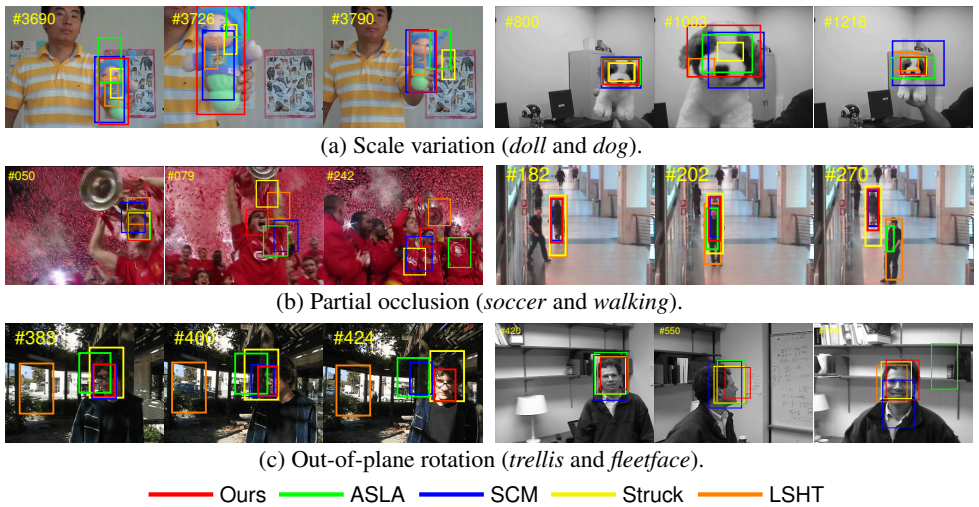 #3690 #3726 #3790 #800 #1003 #1216
(a) Scale variation (doll and dog).
#050 #079 #242 #182 #202 #270
(b) Partial occlusion (soccer and walking).
#388 #400 #424 #420 #550
(c) Out-of-plane rotation (trellis and fleetface).
Ours ASLA SCM Struck LSHT